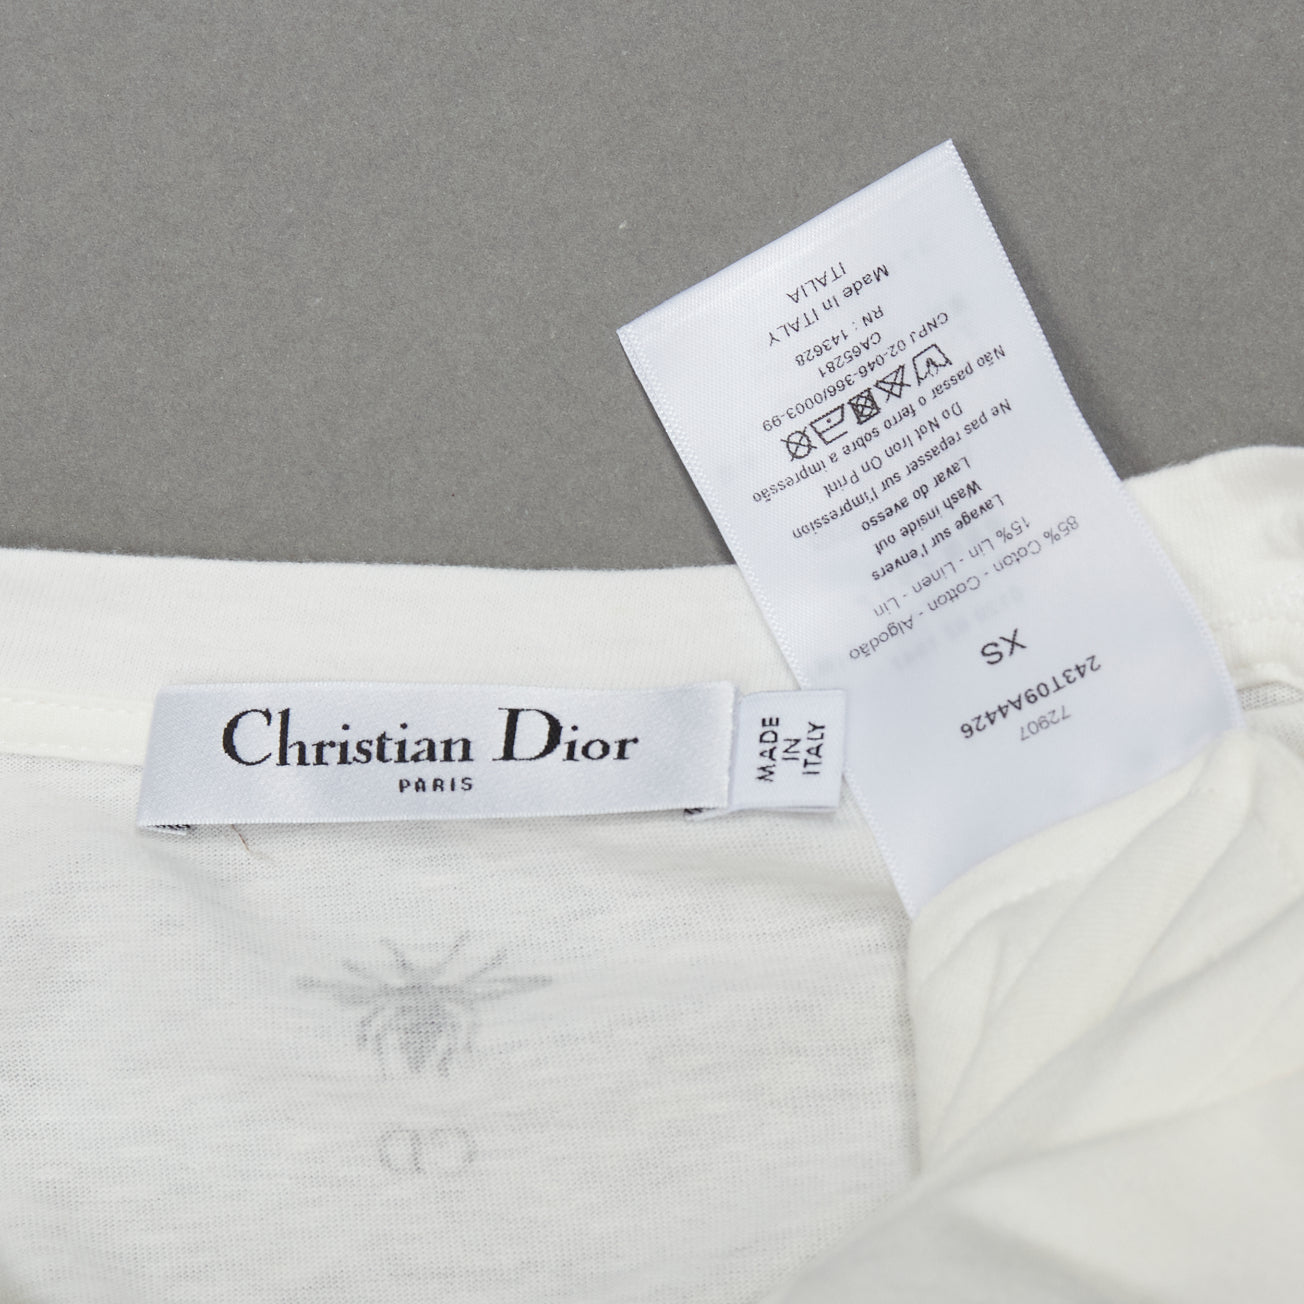 Christian Dior
PARIS
MADE
IN
ITALY
72907
243T09A4426
XS
85% Coton - Cotton - Algodão
15% Lin - Linen - Lin
Lavage sur l'envers
Wash inside out
Lavar do avesso
Ne pas repasser sur l'impression
Do Not Iron On Print
Não passar o ferro sobre a impressão
CNPJ 02-046-366/0003-99
CA65281
RN : 143628
Made In ITALY
ITALIA
CD